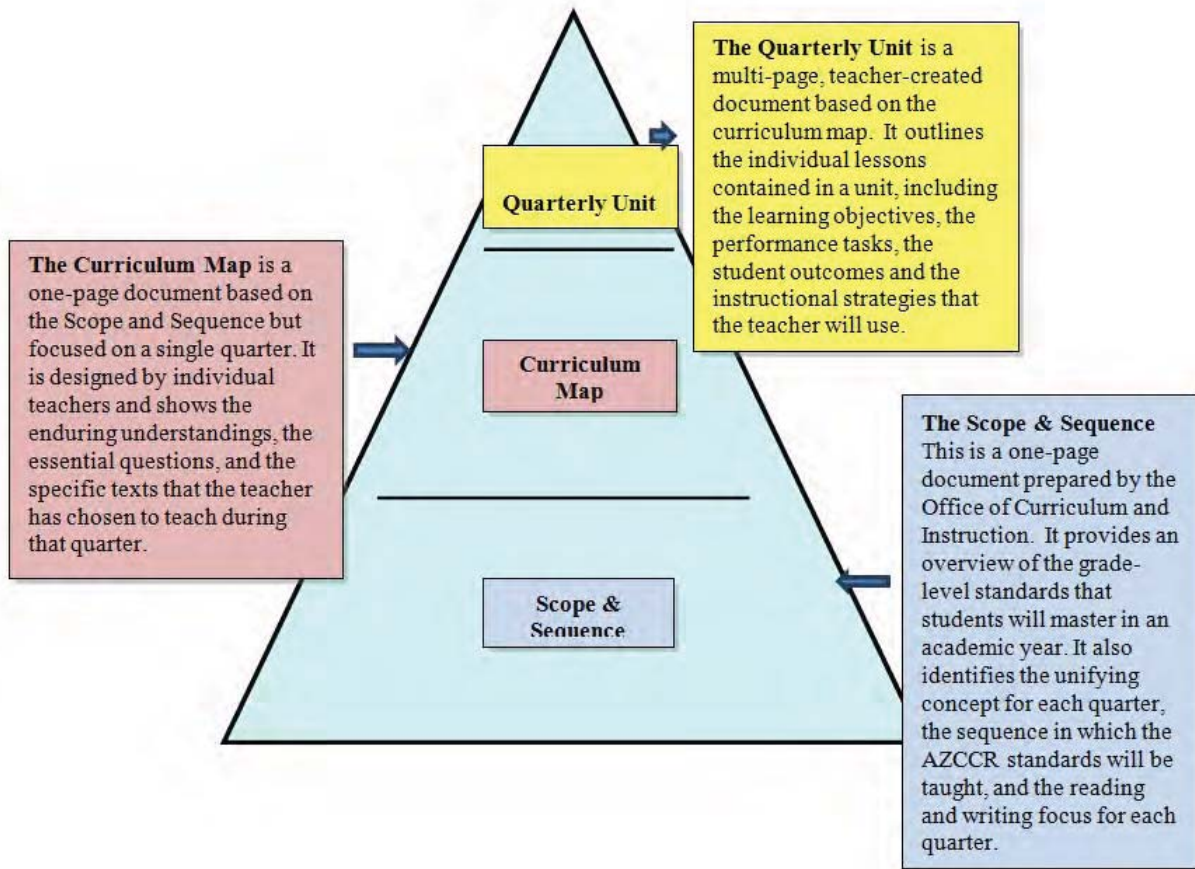 The Quarterly Unit is a
multi-page, teacher-created
document based on the
curriculum map. It outlines
the individual lessons
contained in a unit, including
the learning objectives, the
performance tasks, the
student outcomes and the
instructional strategies that
the teacher will use.
Quarterly Unit
The Curriculum Map is a
one-page document based on
the Scope and Sequence but
focused on a single quarter. It
is designed by individual
teachers and shows the
enduring understandings, the
essential questions, and the
specific texts that the teacher
has chosen to teach during
that quarter.
Curriculum
Map
The Scope & Sequence
This is a one-page
document prepared by the
Office of Curriculum and
Instruction. It provides an
overview of the grade-
level standards that
students will master in an
academic year. It also
identifies the unifying
concept for each quarter,
the sequence in which the
AZCCR standards will be
taught, and the reading
and writing focus for each
quarter.
Scope &
Sequence